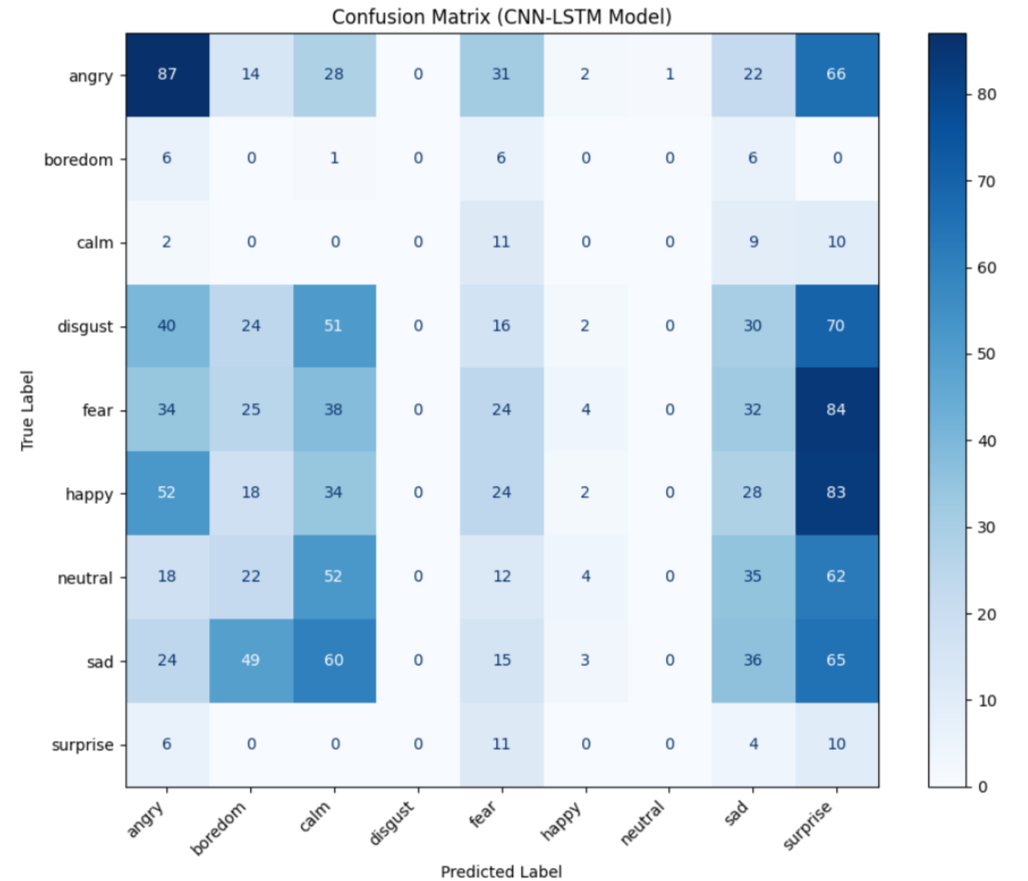 Confusion Matrix (CNN-LSTM Model)
angry 87 14 28 0 31 2 1 22 66
boredom 6 0 1 0 6 0 0 6 0
calm 2 0 0 0 11 0 0 9 10
disgust 40 24 51 0 16 2 0 30 70
fear 34 25 38 0 24 4 0 32 84
happy 52 18 34 0 24 2 0 28 83
neutral 18 22 52 0 12 4 0 35 62
sad 24 49 60 0 15 3 0 36 65
surprise 6 0 0 0 11 0 0 4 10
angry boredom calm disgust fear happy neutral sad surprise
Predicted Label
True Label
80
70
60
50
40
30
20
10
0